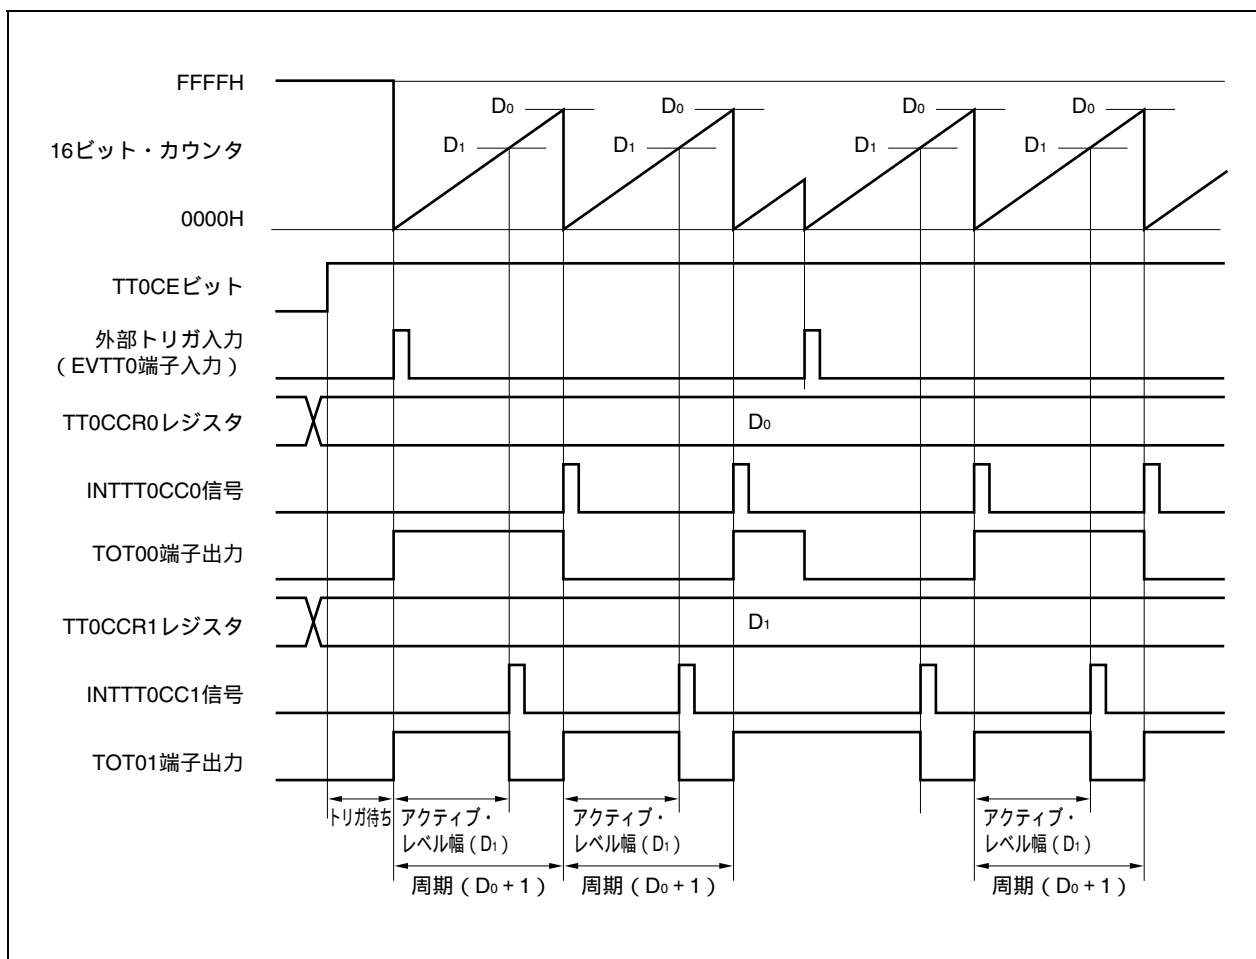 FFFFH
D0 D0 D0 D0
16ビット・カウンタ D1 D1 D1 D1
0000H
TT0CEビット
外部トリガ入力
（EVTT0端子入力）
TT0CCR0レジスタ D0
INTTT0CC0信号
TOT00端子出力
TT0CCR1レジスタ D1
INTTT0CC1信号
TOT01端子出力
トリガ待ち アクティブ・ アクティブ・ アクティブ・
レベル幅（D1） レベル幅（D1） レベル幅（D1）
周期（D0＋1） 周期（D0＋1） 周期（D0＋1）